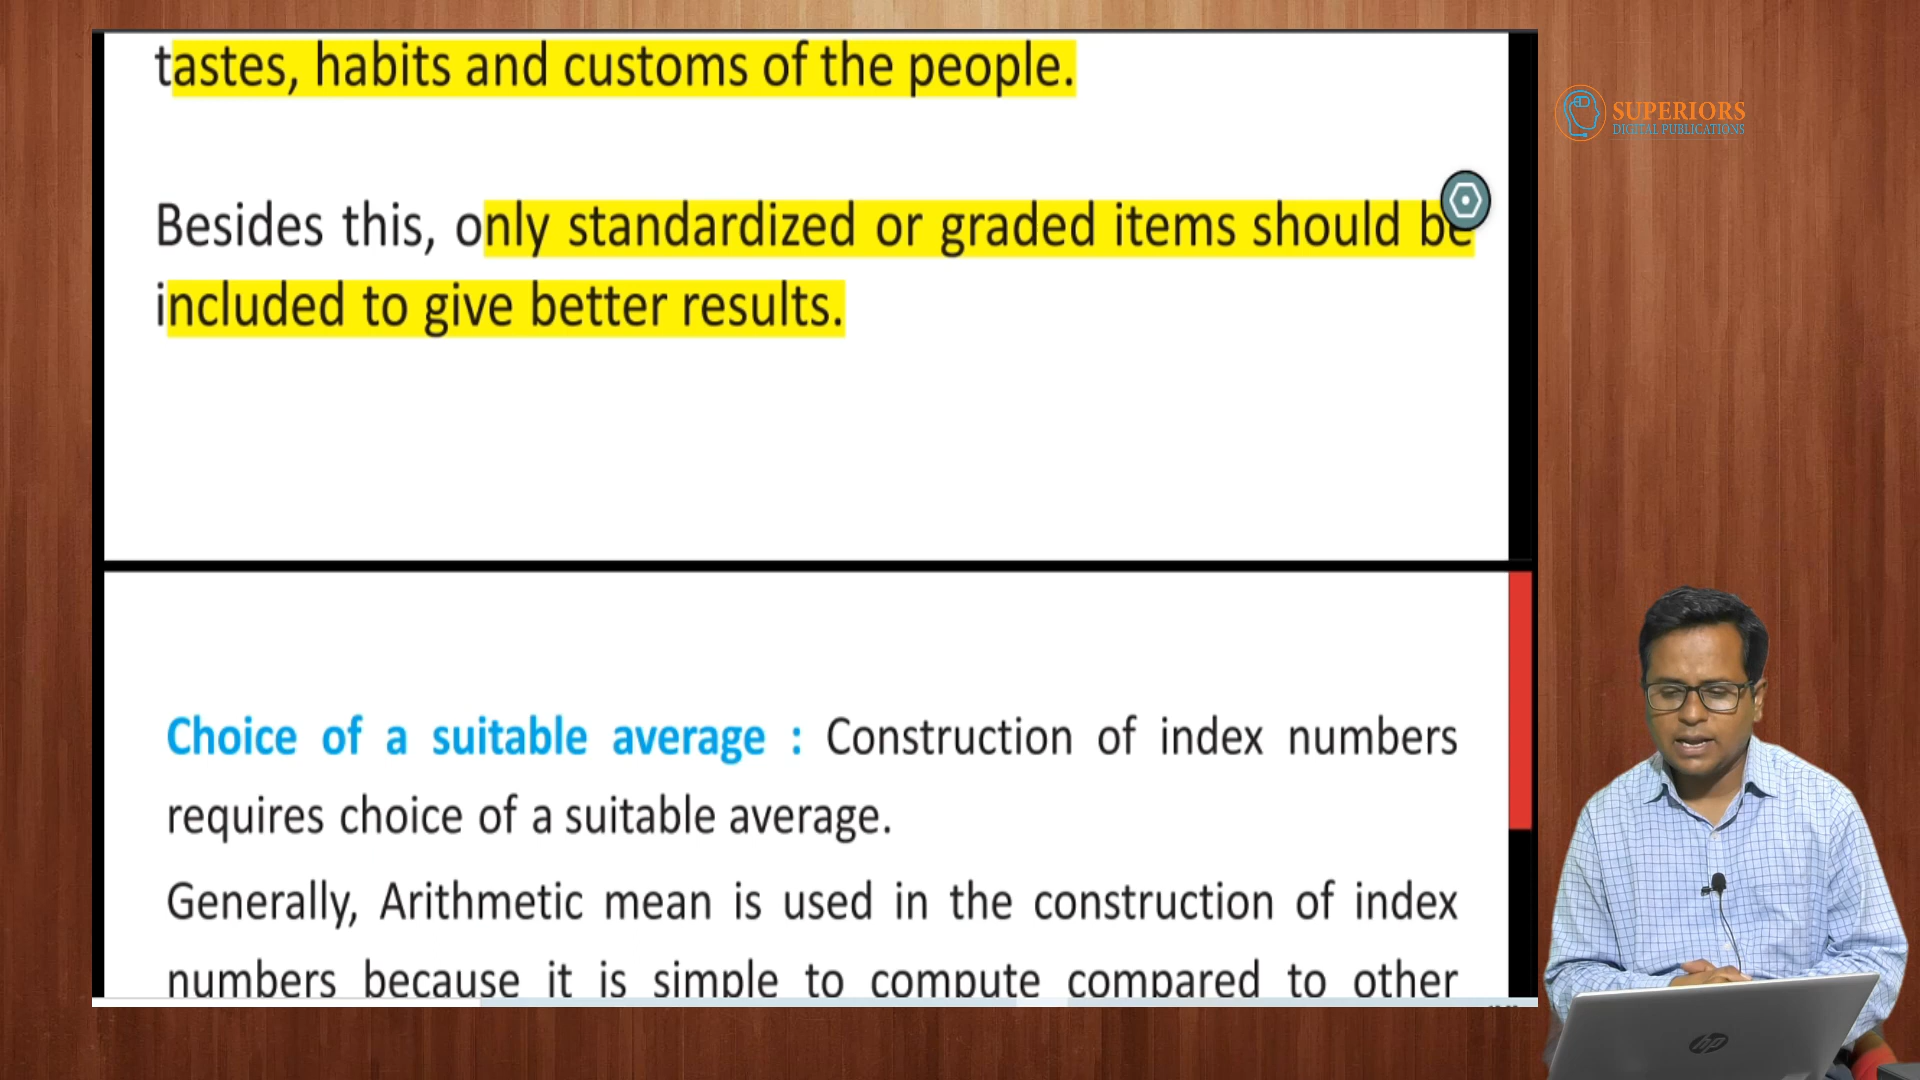 tastes, habits and customs of the people.
SUPERIORS
DIGITAL PUBLICATIONS
Besides this, only standardized or graded items should be
included to give better results.
Choice of a suitable average : Construction of index numbers
requires choice of a suitable average.
Generally, Arithmetic mean is used in the construction of index
numbers because it is simple to compute compared to other
hp